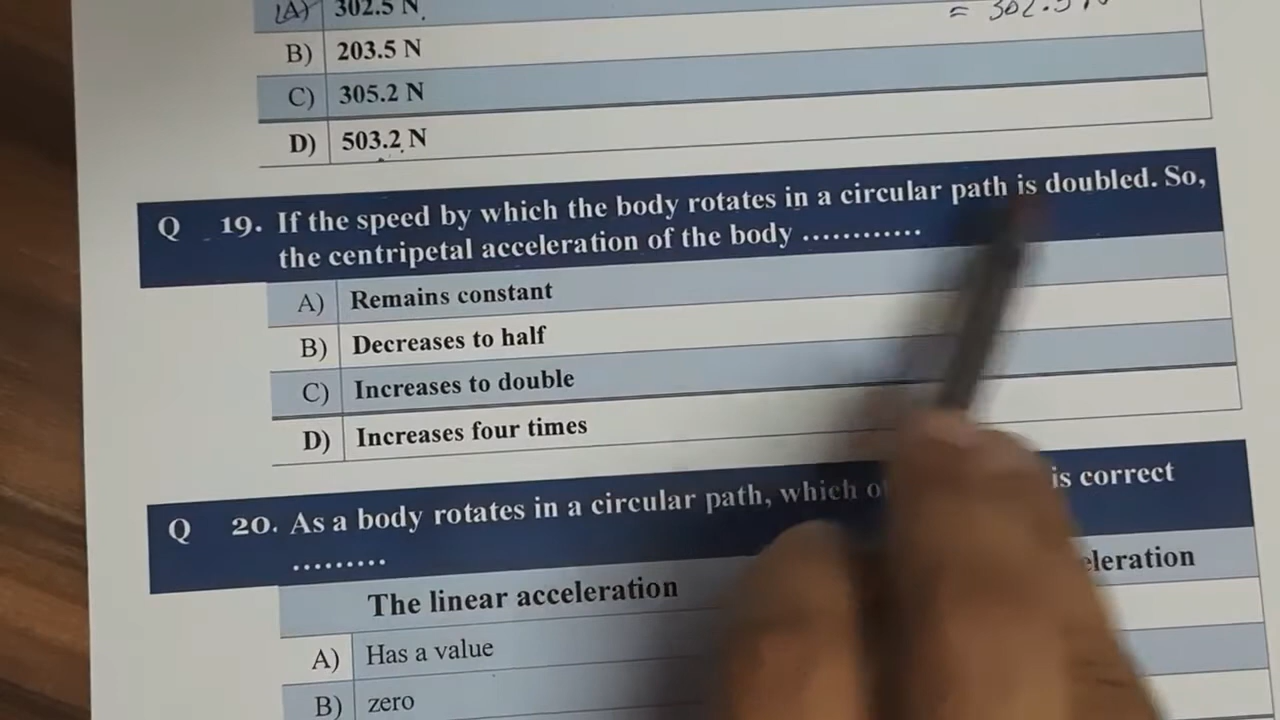 (A) 302.5 N
= 302.5 N
B) 203.5 N
C) 305.2 N
D) 503.2 N
Q 19. If the speed by which the body rotates in a circular path is doubled. So,
the centripetal acceleration of the body ............
A) Remains constant
B) Decreases to half
C) Increases to double
D) Increases four times
Q 20. As a body rotates in a circular path, which is correct
.........
The linear acceleration
A) Has a value
B) zero